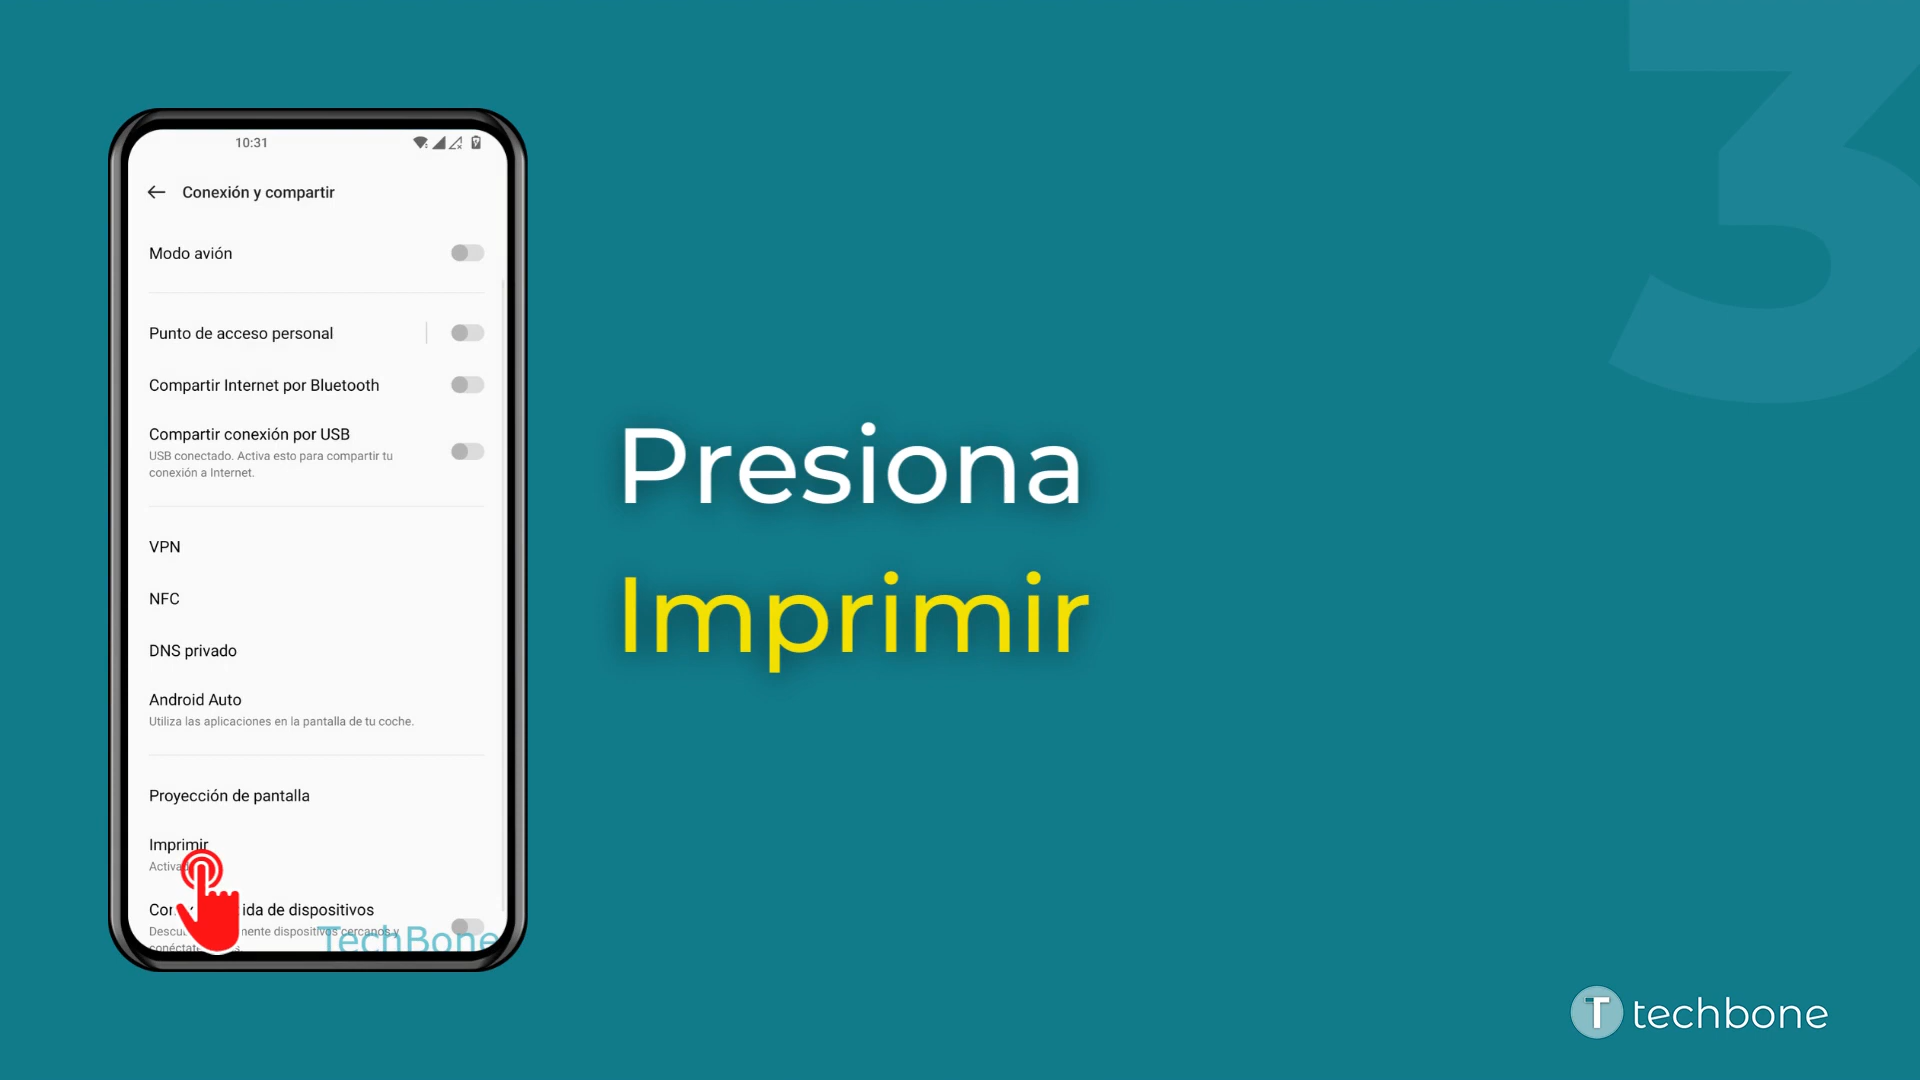 3
10:31
Conexión y compartir
Modo avión
Punto de acceso personal
Compartir Internet por Bluetooth
Compartir conexión por USB
USB conectado. Activa esto para compartir tu
conexión a Internet.
VPN
NFC
DNS privado
Android Auto
Utiliza las aplicaciones en la pantalla de tu coche.
Proyección de pantalla
Imprimir
de dispositivos
dispositivos cercanos y
TechBone
Presiona
Imprimir
T techbone